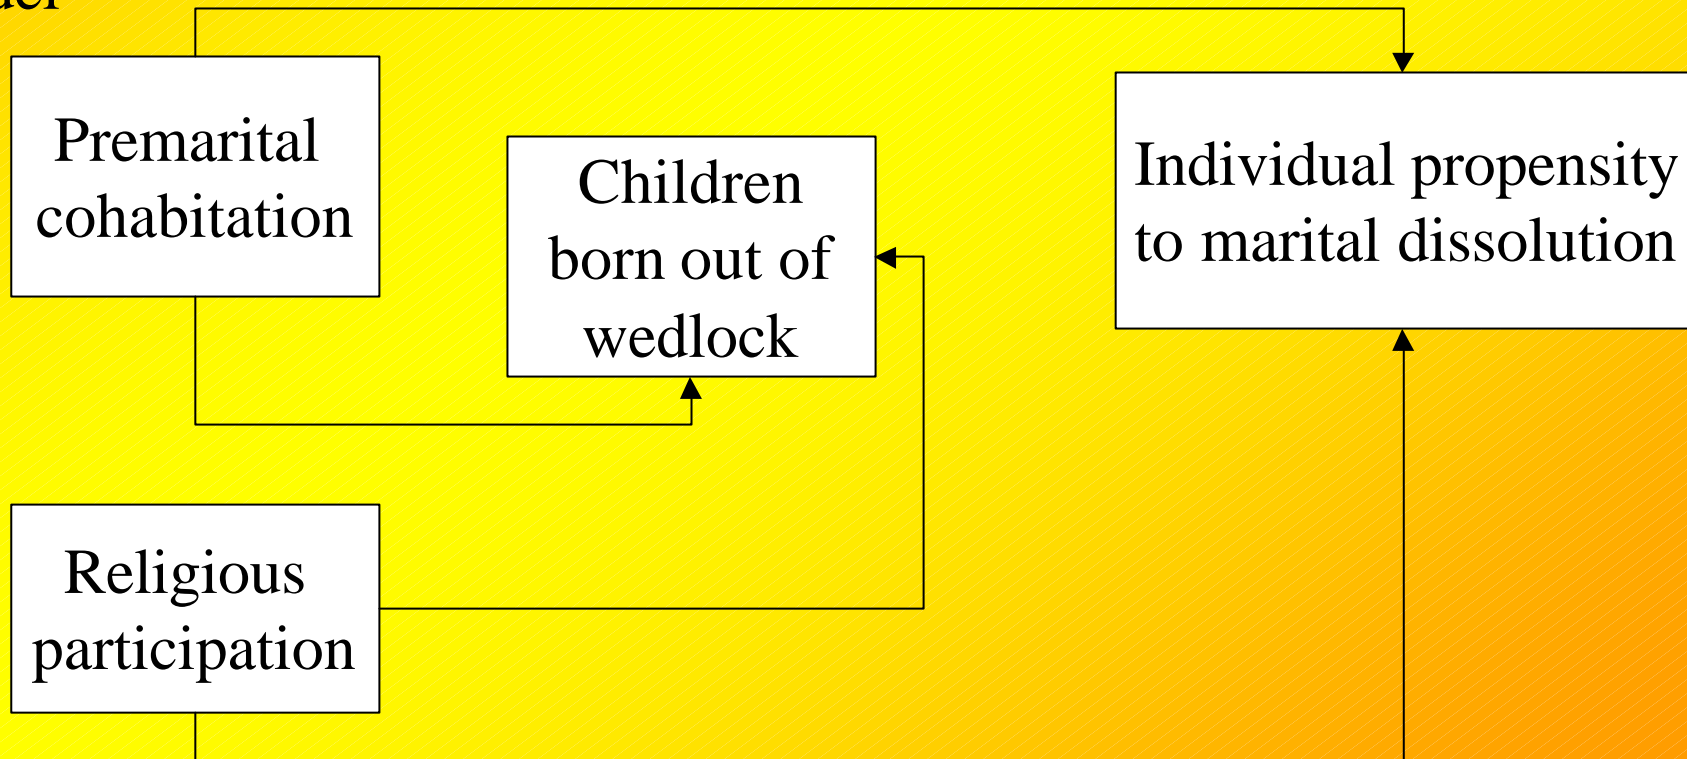 Premarital
cohabitation
Children
born out of
wedlock
Individual propensity
to marital dissolution
Religious
participation